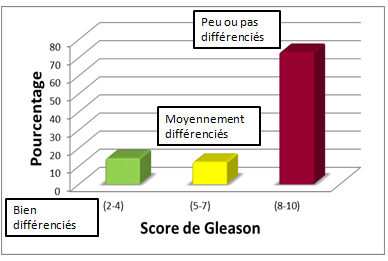 Peu ou pas
différenciés
Moyennement
différenciés
Bien
différenciés
Pourcentage
80
70
60
50
40
30
20
10
0
(2-4) (5-7) (8-10)
Score de Gleason